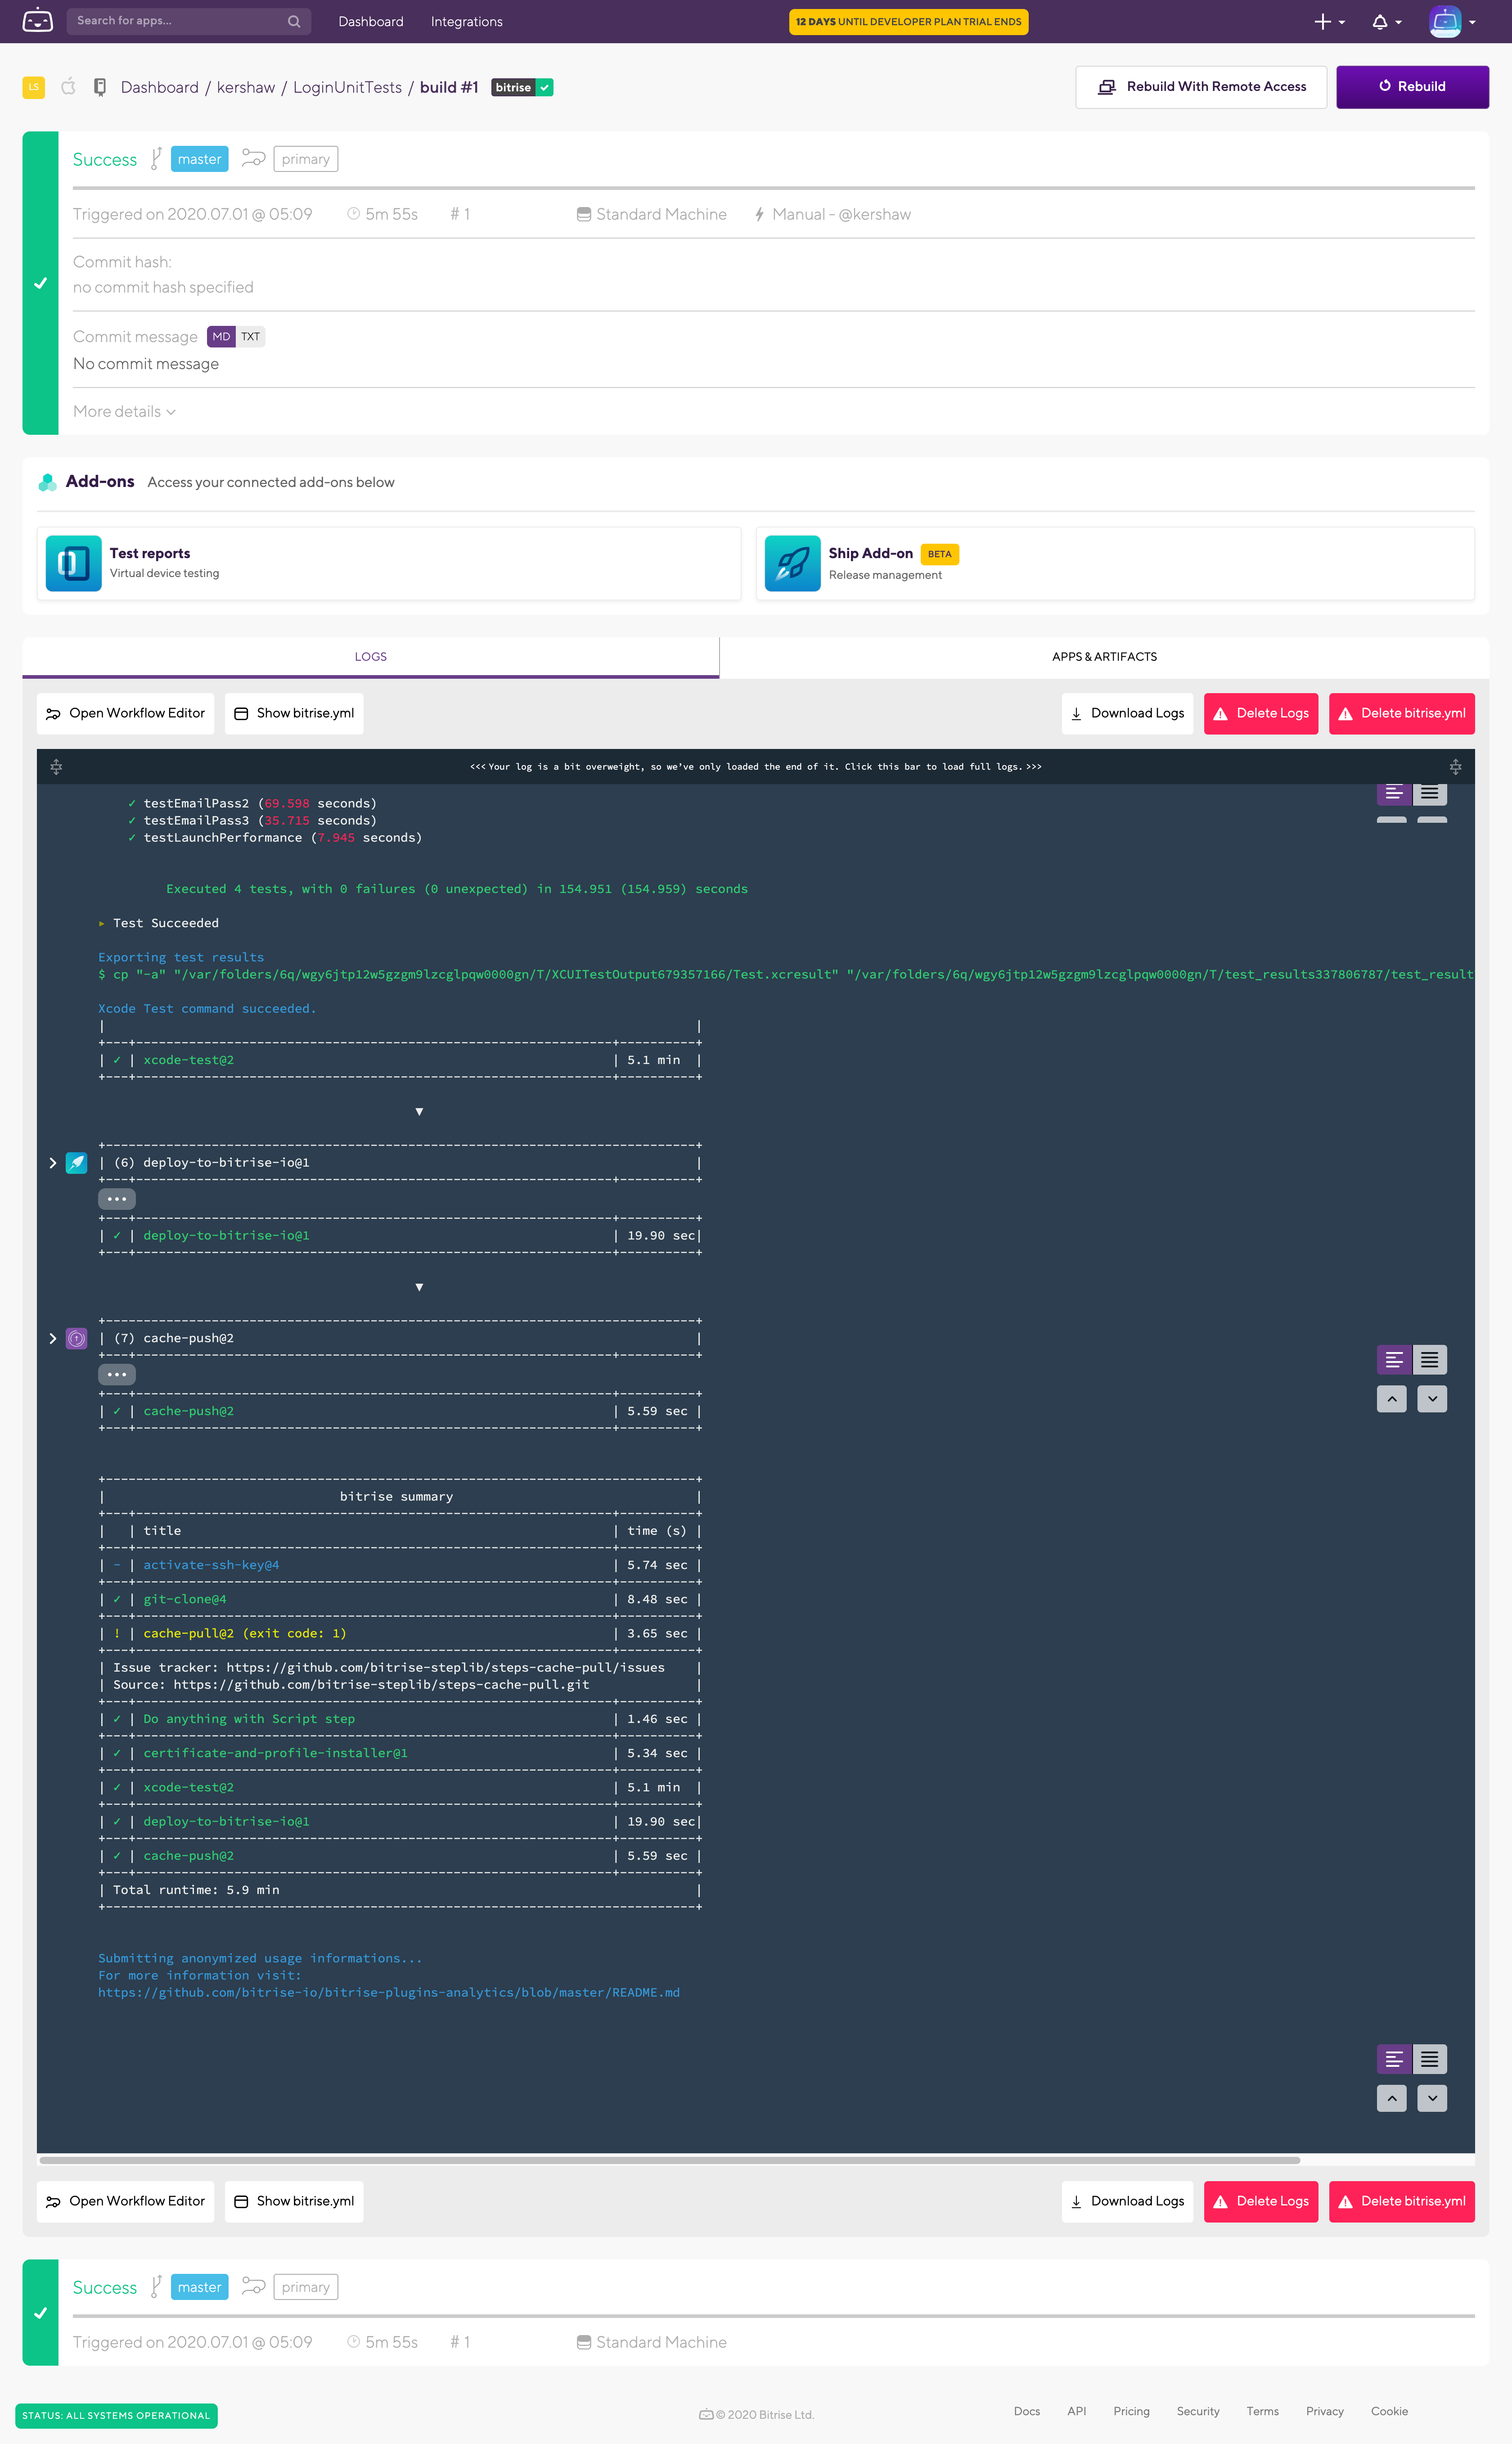 Search for apps...
Dashboard
Integrations
12 DAYS UNTIL DEVELOPER PLAN TRIAL ENDS
LS
Dashboard / kershaw / LoginUnitTests / build #1
bitrise
Rebuild With Remote Access
Rebuild
Success master primary
Triggered on 2020.07.01 @ 05:09 5m 55s # 1 Standard Machine Manual - @kershaw
Commit hash:
no commit hash specified
Commit message MD TXT
No commit message
More details
Add-ons Access your connected add-ons below
Test reports
Virtual device testing
Ship Add-on BETA
Release management
LOGS
APPS & ARTIFACTS
Open Workflow Editor
Show bitrise.yml
Download Logs
Delete Logs
Delete bitrise.yml
<<< Your log is a bit overweight, so we've only loaded the end of it. Click this bar to load full logs. >>>
✓ testEmailPass2 (69.598 seconds)
✓ testEmailPass3 (35.715 seconds)
✓ testLaunchPerformance (7.945 seconds)
Executed 4 tests, with 0 failures (0 unexpected) in 154.951 (154.959) seconds
▸ Test Succeeded
Exporting test results
$ cp "-a" "/var/folders/6q/wgy6jtp12w5gzgm9lzcglpqw0000gn/T/XCUITestOutput679357166/Test.xcresult" "/var/folders/6q/wgy6jtp12w5gzgm9lzcglpqw0000gn/T/test_results337806787/test_result
Xcode Test command succeeded.
| ✓ | xcode-test@2 | 5.1 min |
▼
| (6) deploy-to-bitrise-io@1 |
...
| ✓ | deploy-to-bitrise-io@1 | 19.90 sec|
▼
| (7) cache-push@2 |
...
| ✓ | cache-push@2 | 5.59 sec |
| bitrise summary |
| | title | time (s) |
| - | activate-ssh-key@4 | 5.74 sec |
| ✓ | git-clone@4 | 8.48 sec |
| ! | cache-pull@2 (exit code: 1) | 3.65 sec |
| Issue tracker: https://github.com/bitrise-steplib/steps-cache-pull/issues |
| Source: https://github.com/bitrise-steplib/steps-cache-pull.git |
| ✓ | Do anything with Script step | 1.46 sec |
| ✓ | certificate-and-profile-installer@1 | 5.34 sec |
| ✓ | xcode-test@2 | 5.1 min |
| ✓ | deploy-to-bitrise-io@1 | 19.90 sec|
| ✓ | cache-push@2 | 5.59 sec |
| Total runtime: 5.9 min |
Submitting anonymized usage informations...
For more information visit:
https://github.com/bitrise-io/bitrise-plugins-analytics/blob/master/README.md
Open Workflow Editor
Show bitrise.yml
Download Logs
Delete Logs
Delete bitrise.yml
Success master primary
Triggered on 2020.07.01 @ 05:09 5m 55s # 1 Standard Machine
STATUS: ALL SYSTEMS OPERATIONAL
© 2020 Bitrise Ltd.
Docs API Pricing Security Terms Privacy Cookie